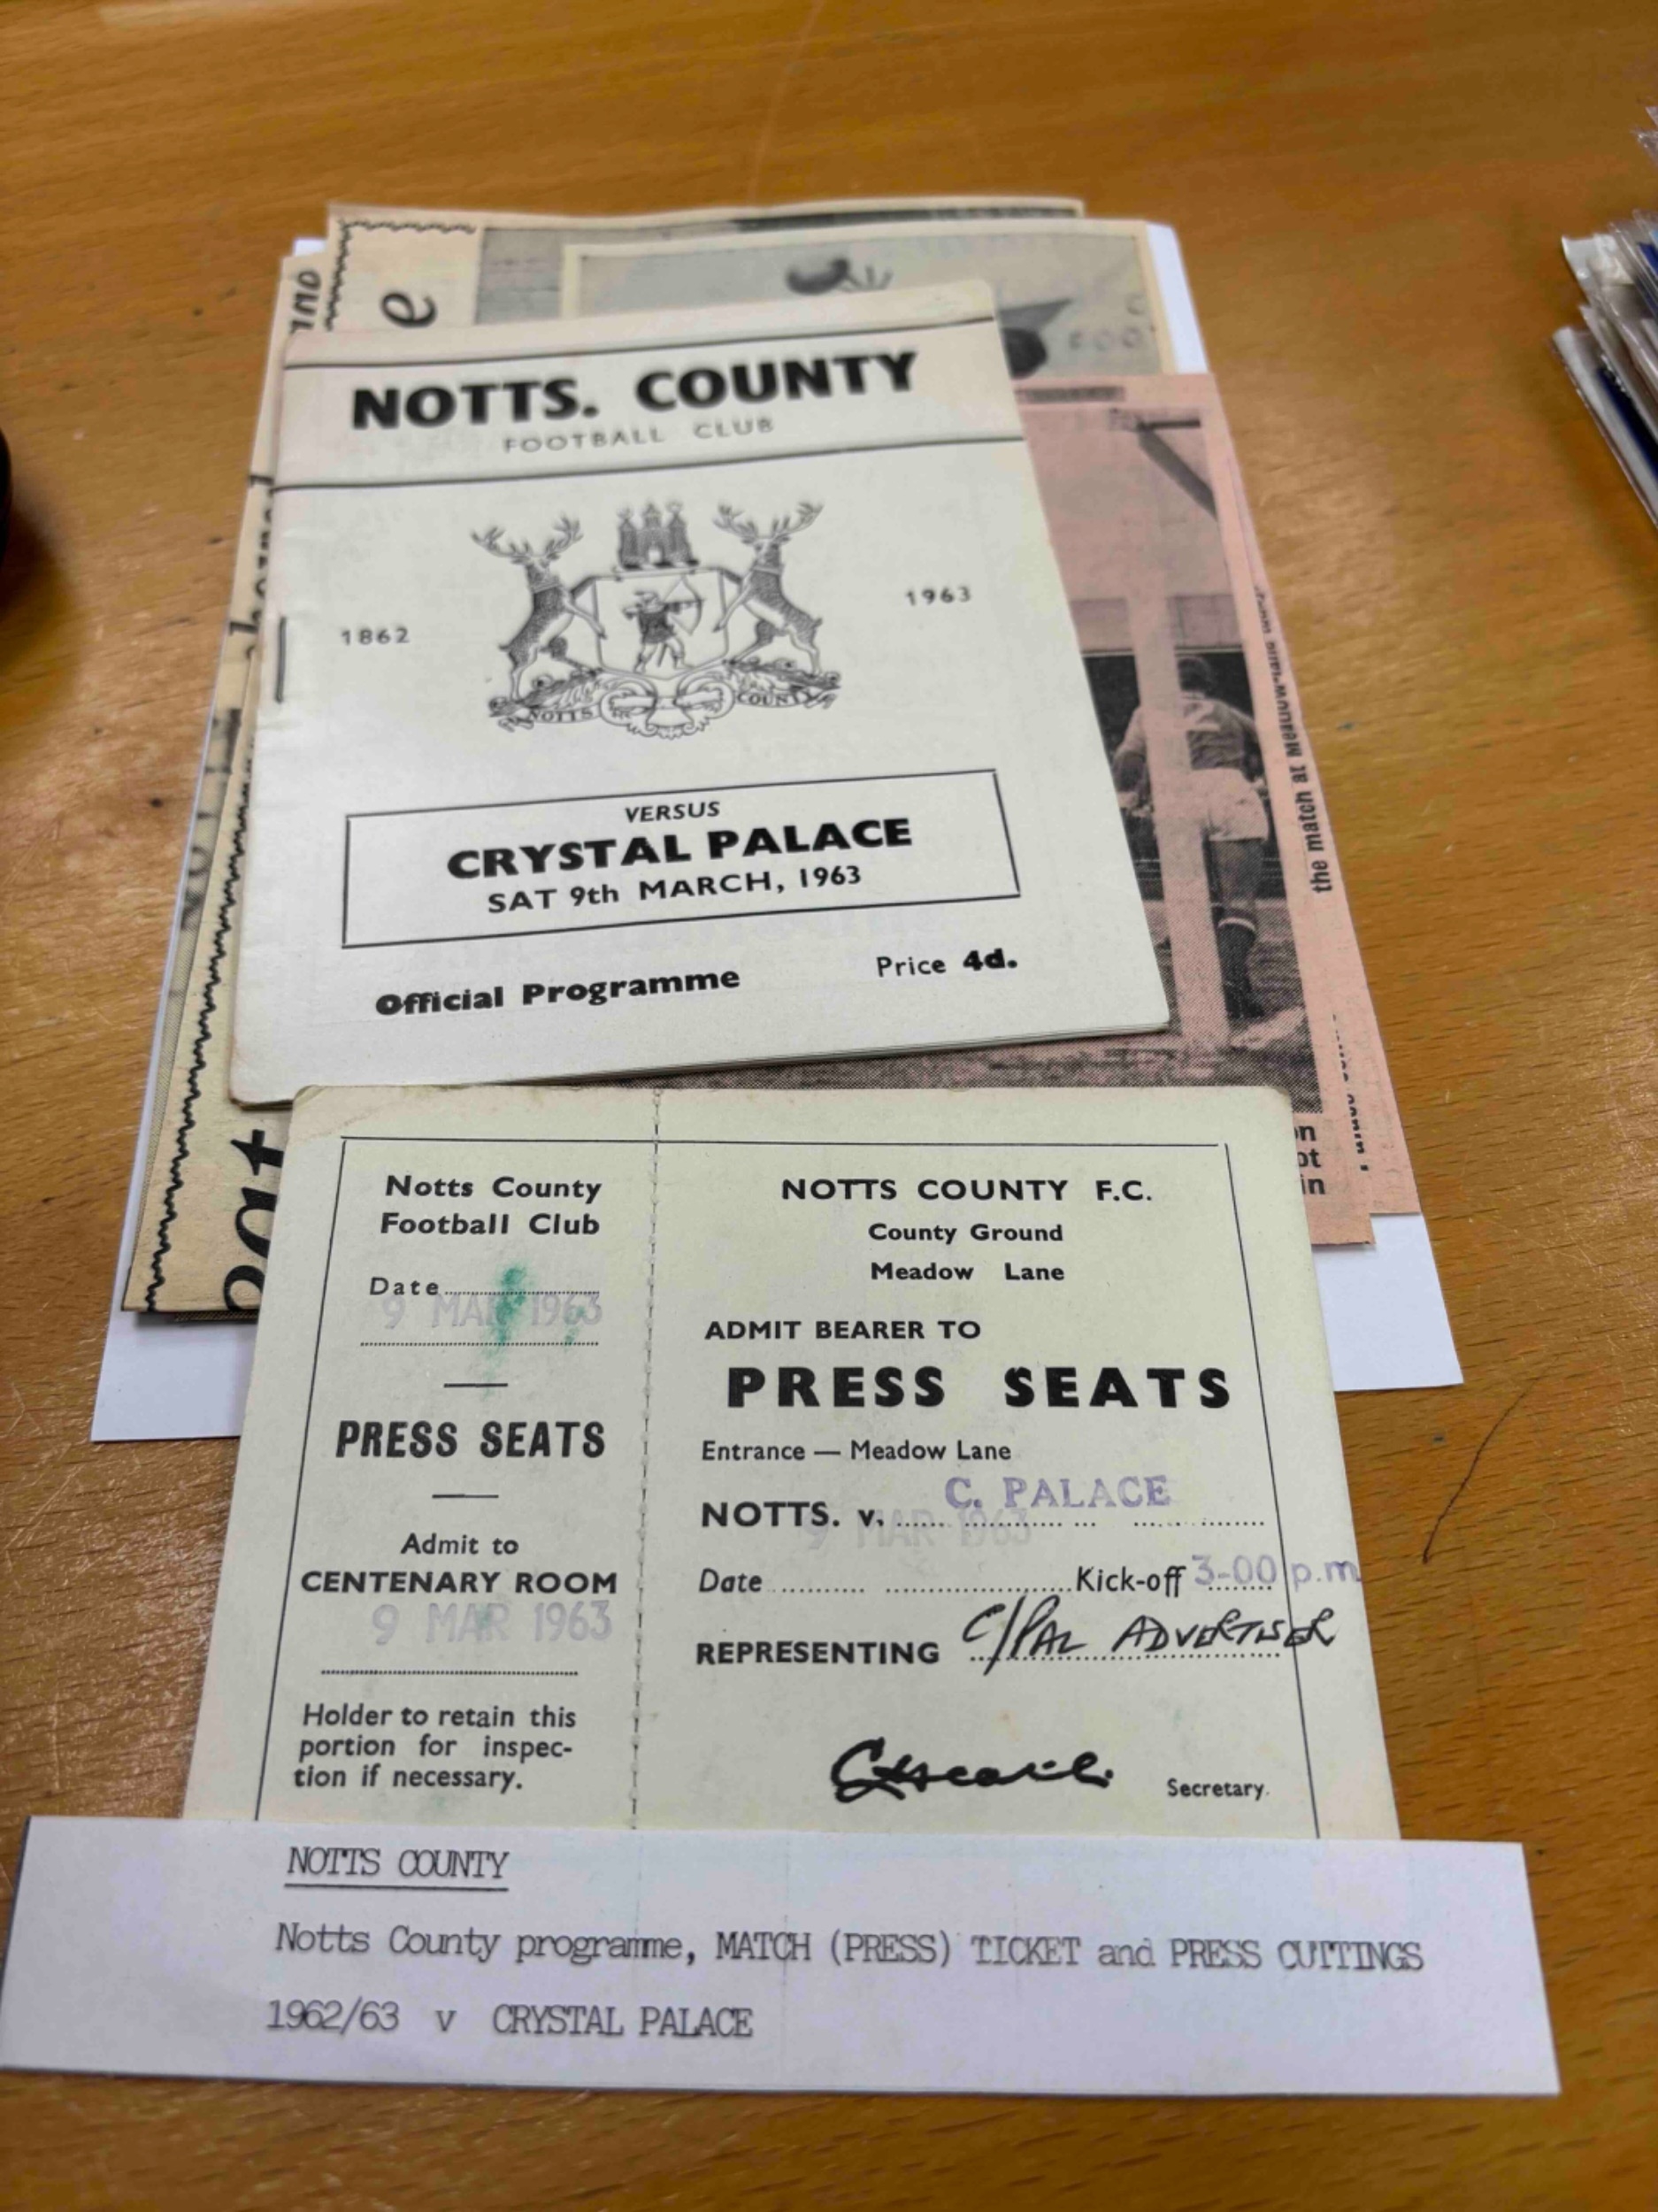 NOTTS. COUNTY
FOOTBALL CLUB
1862
1963
NOTTS
COUNTY
VERSUS
CRYSTAL PALACE
SAT 9th MARCH, 1963
Official Programme
Price 4d.
the match at
on
ot
in
Notts County
Football Club
Date
9 MAR 1963
PRESS SEATS
Admit to
CENTENARY ROOM
9 MAR 1963
Holder to retain this
portion for inspec-
tion if necessary.
NOTTS COUNTY F.C.
County Ground
Meadow Lane
ADMIT BEARER TO
PRESS SEATS
Entrance — Meadow Lane
NOTTS. v. C. PALACE
9 MAR 1963
Date Kick-off 3-00 p.m
REPRESENTING C/PAL ADVERTISER
Secretary.
NOTTS COUNTY
Notts County programme, MATCH (PRESS) TICKET and PRESS CUTTINGS
1962/63 v CRYSTAL PALACE